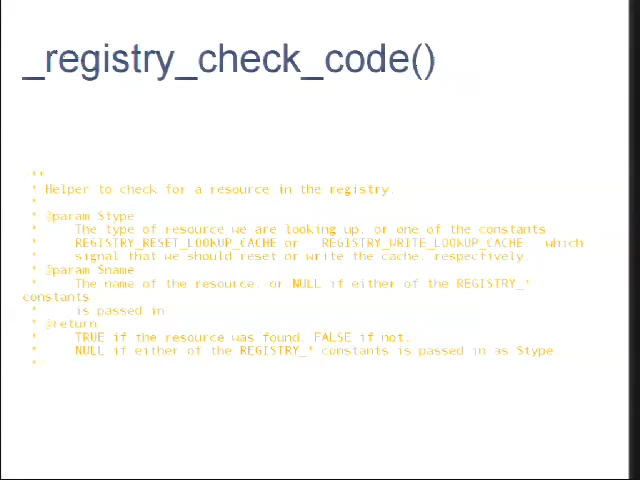 _registry_check_code()
/**
* Helper to check for a resource in the registry.
*
* @param $type
* The type of resource we are looking up, or one of the constants
* REGISTRY_RESET_LOOKUP_CACHE or REGISTRY_WRITE_LOOKUP_CACHE, which
* signal that we should reset or write the cache, respectively.
* @param $name
* The name of the resource, or NULL if either of the REGISTRY_*
constants
* is passed in
* @return
* TRUE if the resource was found, FALSE if not.
* NULL if either of the REGISTRY_* constants is passed in as $type
*/